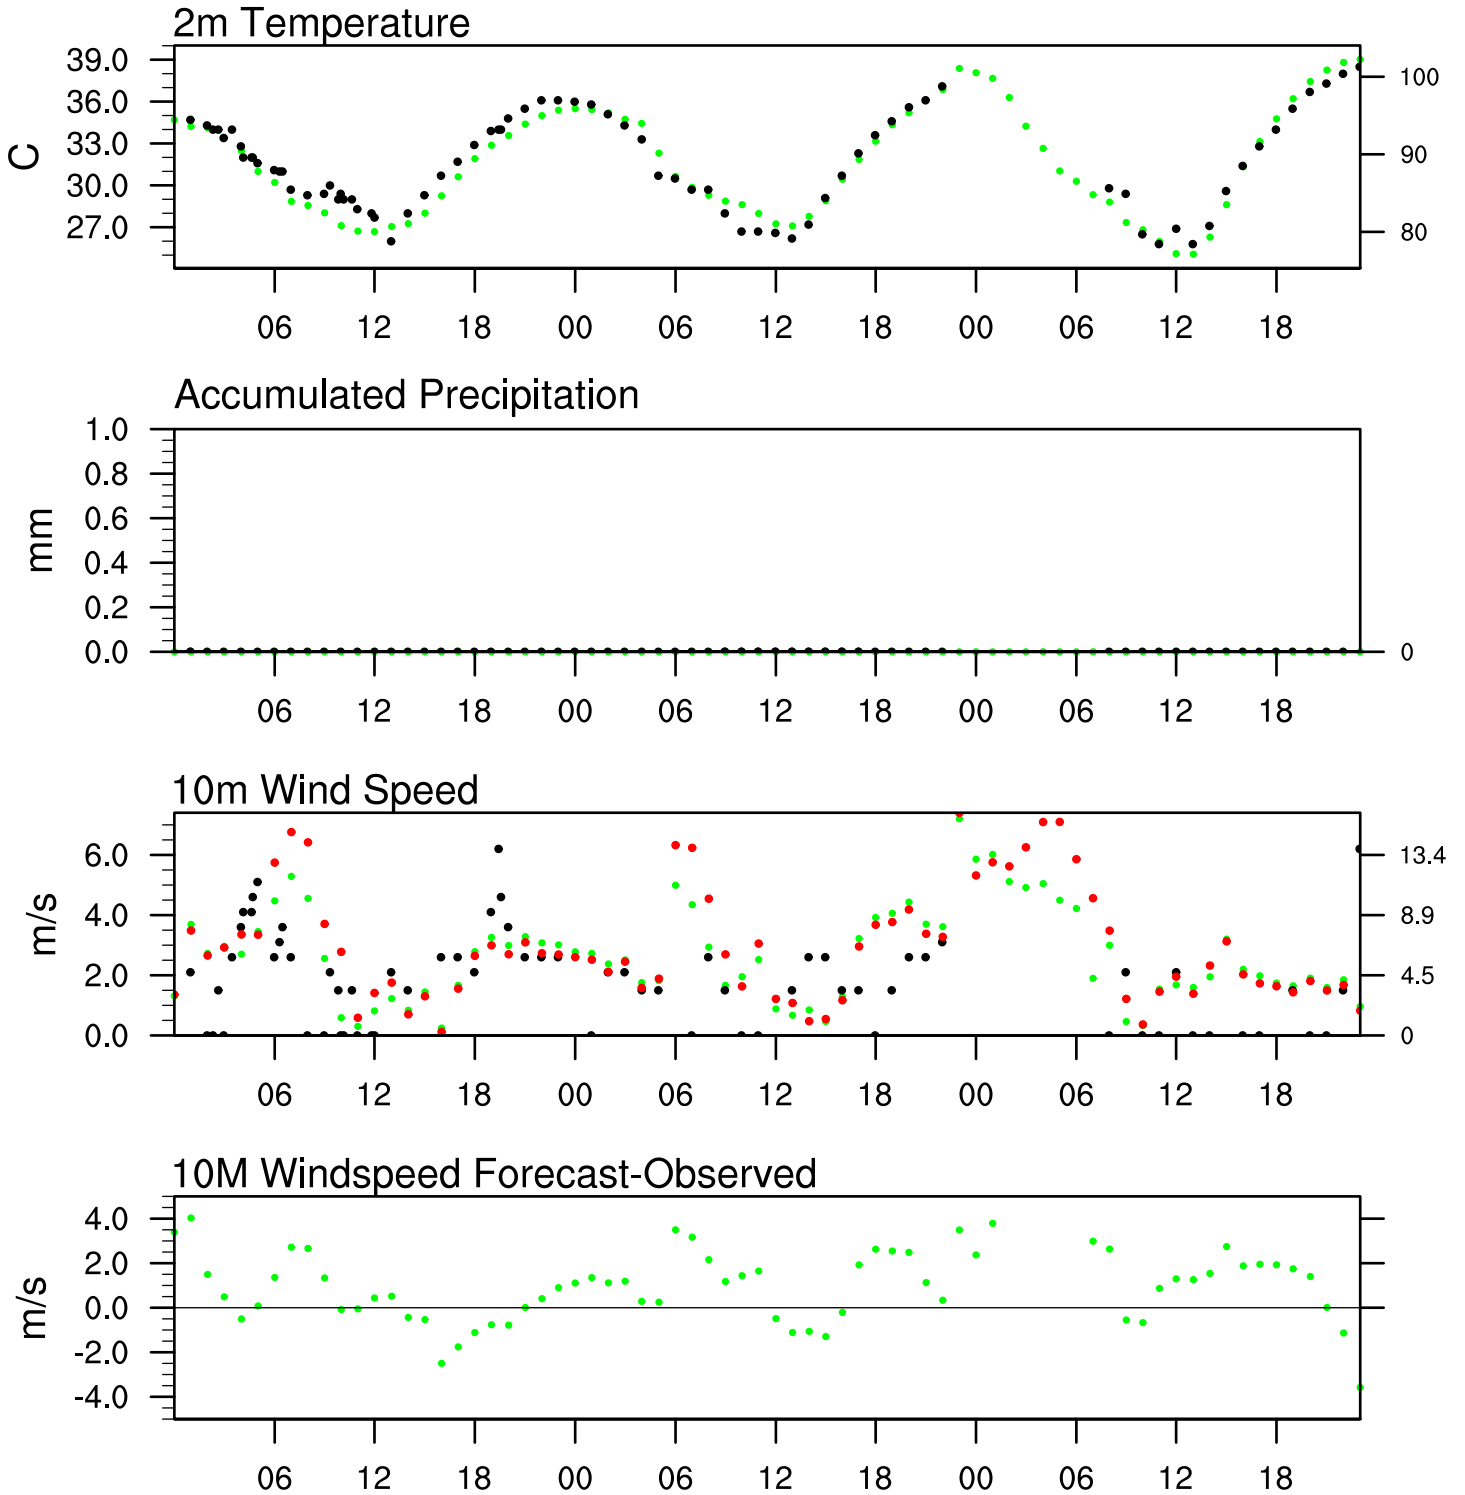 2m Temperature
39.0
36.0
33.0
30.0
27.0
C
100
90
80
06 12 18 00 06 12 18 00 06 12 18
Accumulated Precipitation
1.0
0.8
0.6
0.4
0.2
0.0
mm
0
06 12 18 00 06 12 18 00 06 12 18
10m Wind Speed
6.0
4.0
2.0
0.0
m/s
13.4
8.9
4.5
0
06 12 18 00 06 12 18 00 06 12 18
10M Windspeed Forecast-Observed
4.0
2.0
0.0
-2.0
-4.0
m/s
06 12 18 00 06 12 18 00 06 12 18